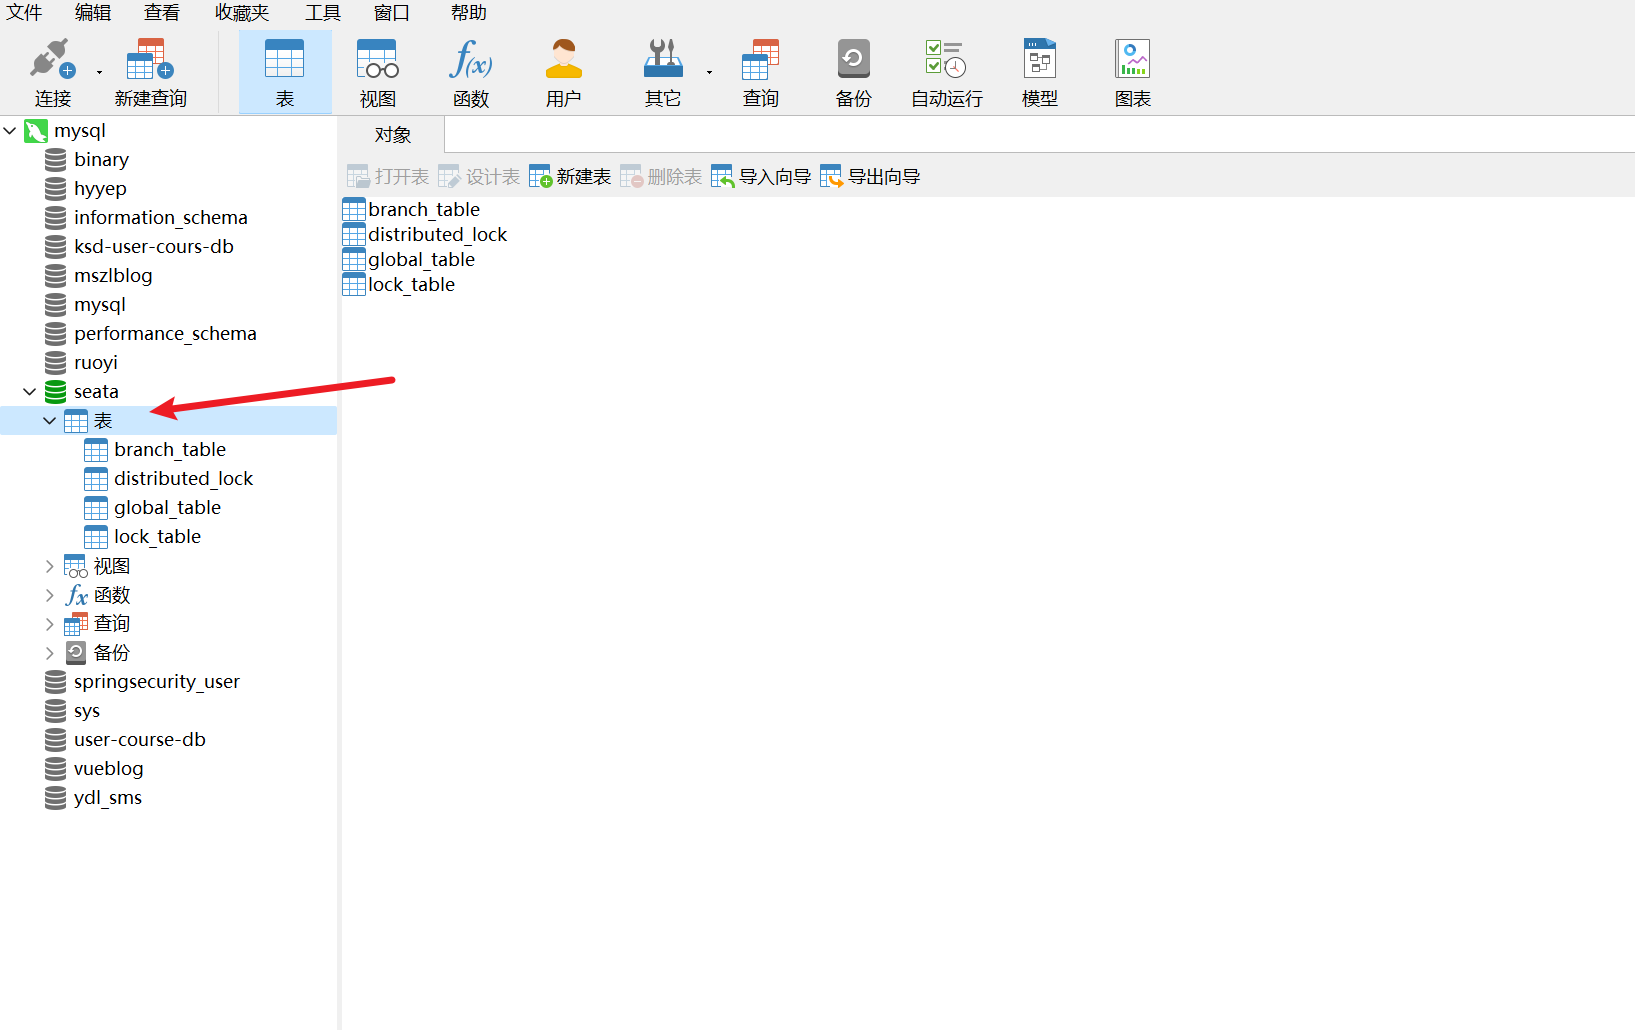 文件 编辑 查看 收藏夹 工具 窗口 帮助
连接 新建查询 表 视图 函数 用户 其它 查询 备份 自动运行 模型 图表
mysql
binary
hyyep
information_schema
ksd-user-cours-db
mszlblog
mysql
performance_schema
ruoyi
seata
表
branch_table
distributed_lock
global_table
lock_table
视图
函数
查询
备份
springsecurity_user
sys
user-course-db
vueblog
ydl_sms
对象
打开表 设计表 新建表 删除表 导入向导 导出向导
branch_table
distributed_lock
global_table
lock_table